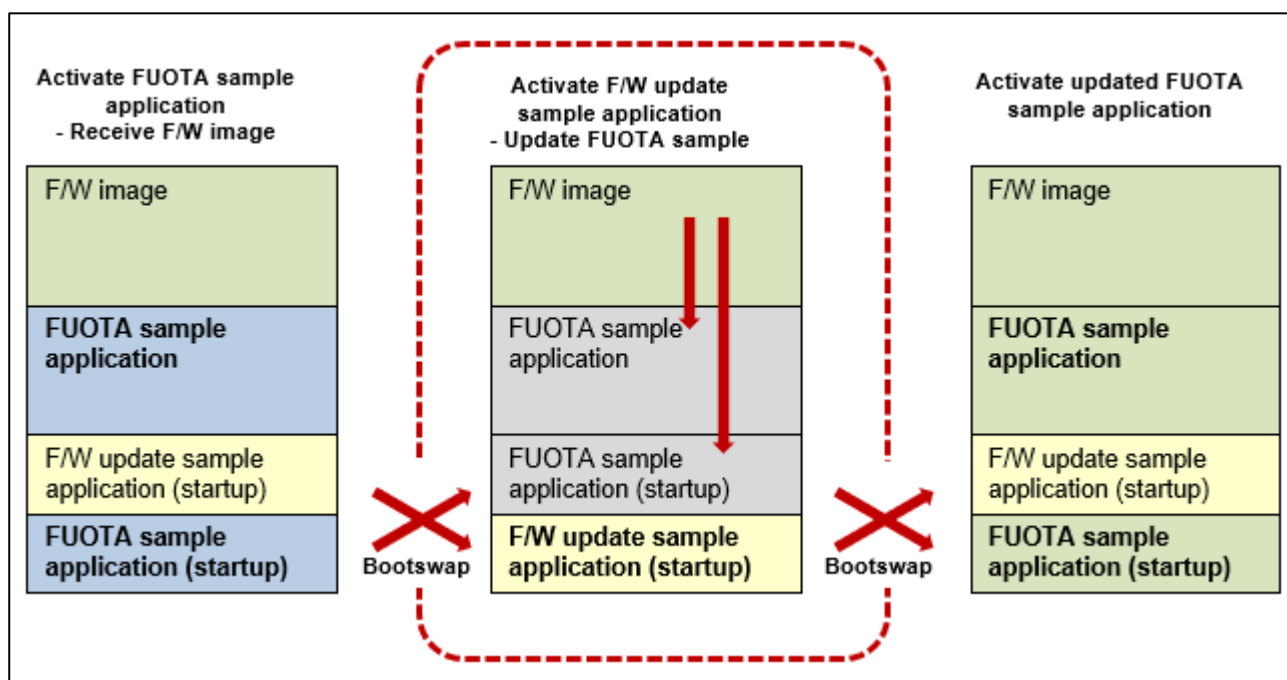 Activate FUOTA sample
application
- Receive F/W image
F/W image
FUOTA sample
application
F/W update sample
application (startup)
FUOTA sample
application (startup)
Bootswap
Activate F/W update
sample application
- Update FUOTA sample
F/W image
FUOTA sample
application
FUOTA sample
application (startup)
F/W update sample
application (startup)
Bootswap
Activate updated FUOTA
sample application
F/W image
FUOTA sample
application
F/W update sample
application (startup)
FUOTA sample
application (startup)